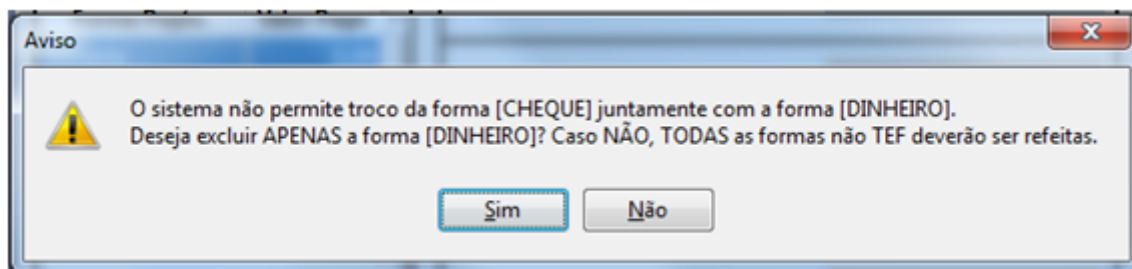 Aviso
O sistema não permite troco da forma [CHEQUE] juntamente com a forma [DINHEIRO].
Deseja excluir APENAS a forma [DINHEIRO]? Caso NÃO, TODAS as formas não TEF deverão ser refeitas.
Sim
Não